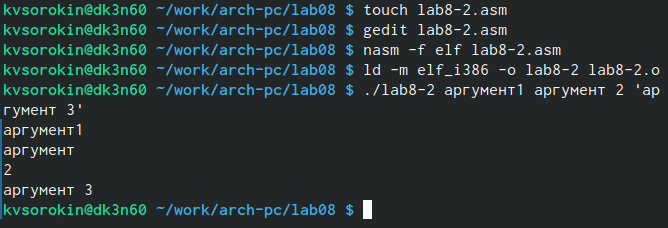 kvsorokin@dk3n60 ~/work/arch-pc/lab08 $ touch lab8-2.asm
kvsorokin@dk3n60 ~/work/arch-pc/lab08 $ gedit lab8-2.asm
kvsorokin@dk3n60 ~/work/arch-pc/lab08 $ nasm -f elf lab8-2.asm
kvsorokin@dk3n60 ~/work/arch-pc/lab08 $ ld -m elf_i386 -o lab8-2 lab8-2.o
kvsorokin@dk3n60 ~/work/arch-pc/lab08 $ ./lab8-2 аргумент1 аргумент 2 'ар
гумент 3'
аргумент1
аргумент
2
аргумент 3
kvsorokin@dk3n60 ~/work/arch-pc/lab08 $